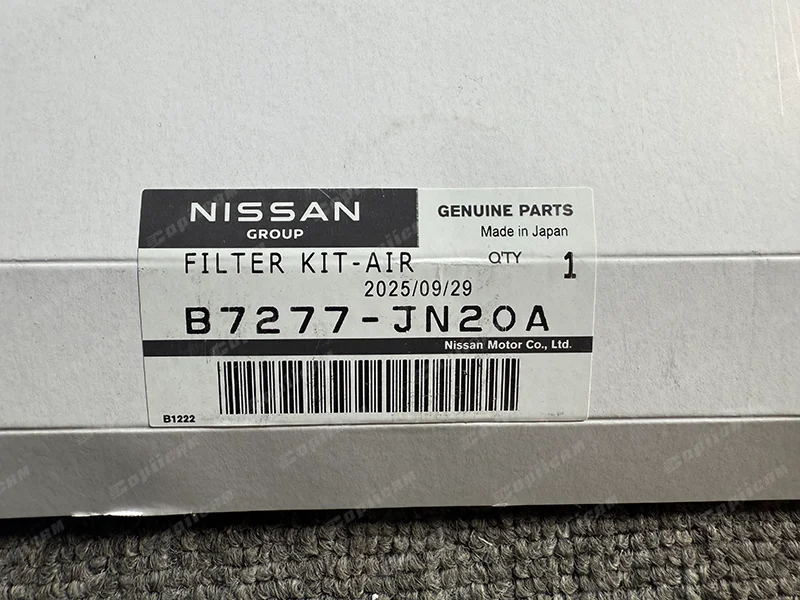 NISSAN
GROUP
GENUINE PARTS
Made in Japan
FILTER KIT-AIR
Q'TY 1
2025/09/29
B7277-JN20A
Nissan Motor Co., Ltd.
B1222